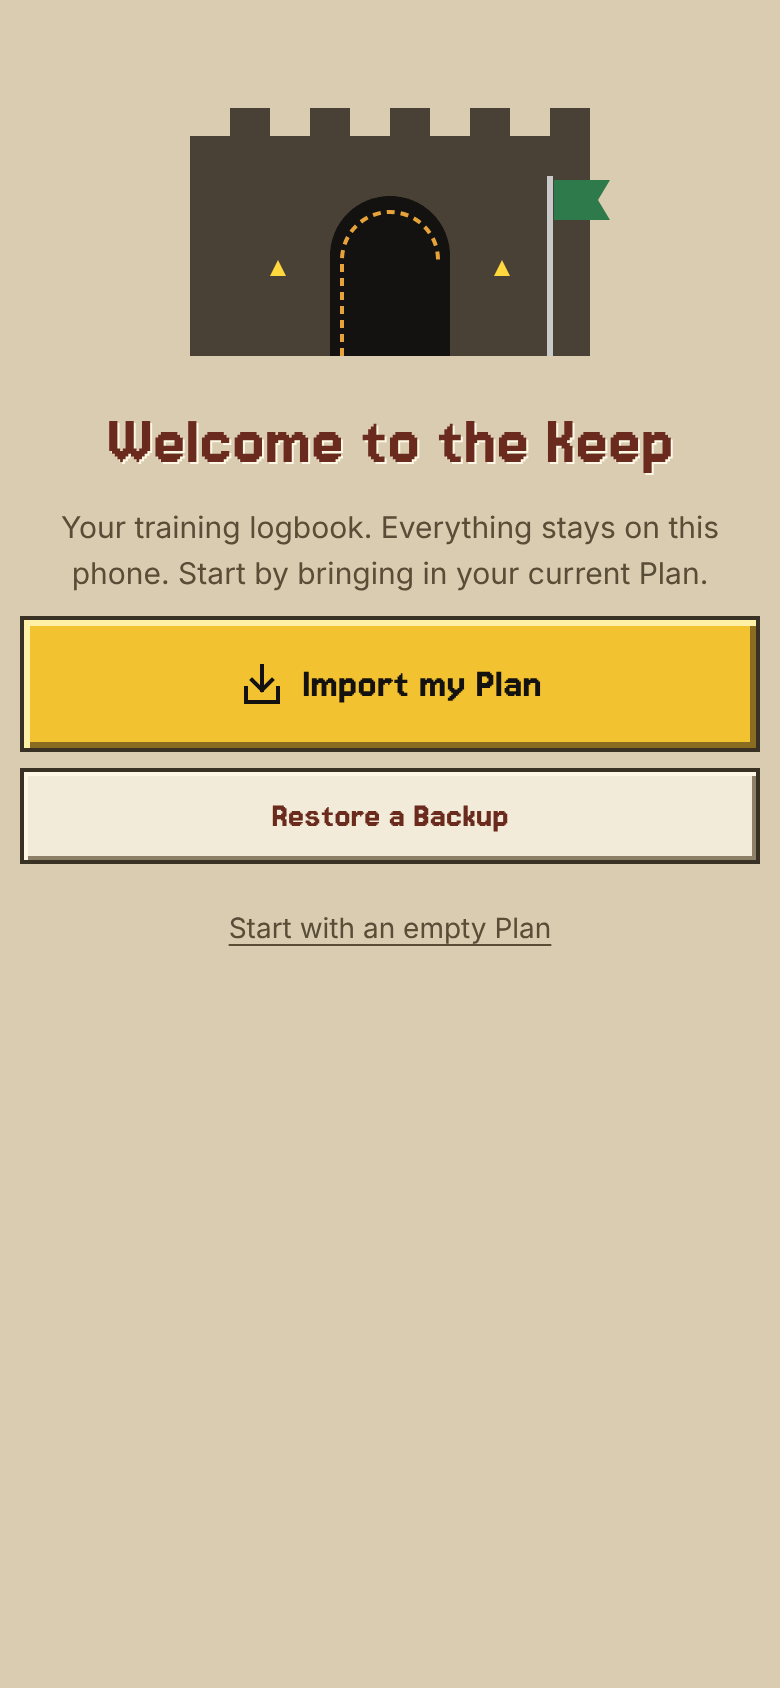 Welcome to the Keep
Your training logbook. Everything stays on this
phone. Start by bringing in your current Plan.
Import my Plan
Restore a Backup
Start with an empty Plan